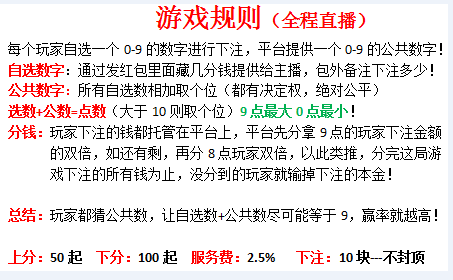 游戏规则（全程直播）
每个玩家自选一个 0-9 的数字进行下注，平台提供一个 0-9 的公共数字！
自选数字：通过发红包里面藏几分钱提供给主播，包外备注下注多少！
公共数字：所有自选数相加取个位（都有决定权，绝对公平）
选数+公数=点数（大于 10 则取个位）9 点最大 0 点最小！
分钱：玩家下注的钱都托管在平台上，平台先分拿 9 点的玩家下注金额
的双倍，如还有剩，再分 8 点玩家双倍，以此类推，分完这局游
戏下注的所有钱为止，没分到的玩家就输掉下注的本金！
总结：玩家都猜公共数，让自选数+公共数尽可能等于 9，赢率就越高！
上分：50 起 下分：100 起 服务费：2.5% 下注：10 块---不封顶